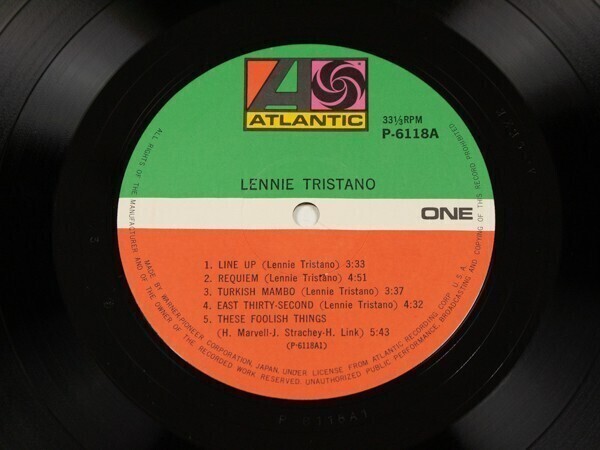 ATLANTIC
33⅓RPM
P-6118A
LENNIE TRISTANO
ONE
1. LINE UP (Lennie Tristano) 3:33
2. REQUIEM (Lennie Tristano) 4:51
3. TURKISH MAMBO (Lennie Tristano) 3:37
4. EAST THIRTY-SECOND (Lennie Tristano) 4:32
5. THESE FOOLISH THINGS
(H. Marvell-J. Strachey-H. Link) 5:43
(P-6118A1)
ALL RIGHTS OF THE MANUFACTURER AND OF THE OWNER OF THE RECORDED WORK RESERVED. UNAUTHORIZED PUBLIC PERFORMANCE, BROADCASTING AND COPYING OF THIS RECORD PROHIBITED.
MADE BY WARNER-PIONEER CORPORATION, JAPAN, UNDER LICENSE FROM ATLANTIC RECORDING CORP. U.S.A.
P-6118A1